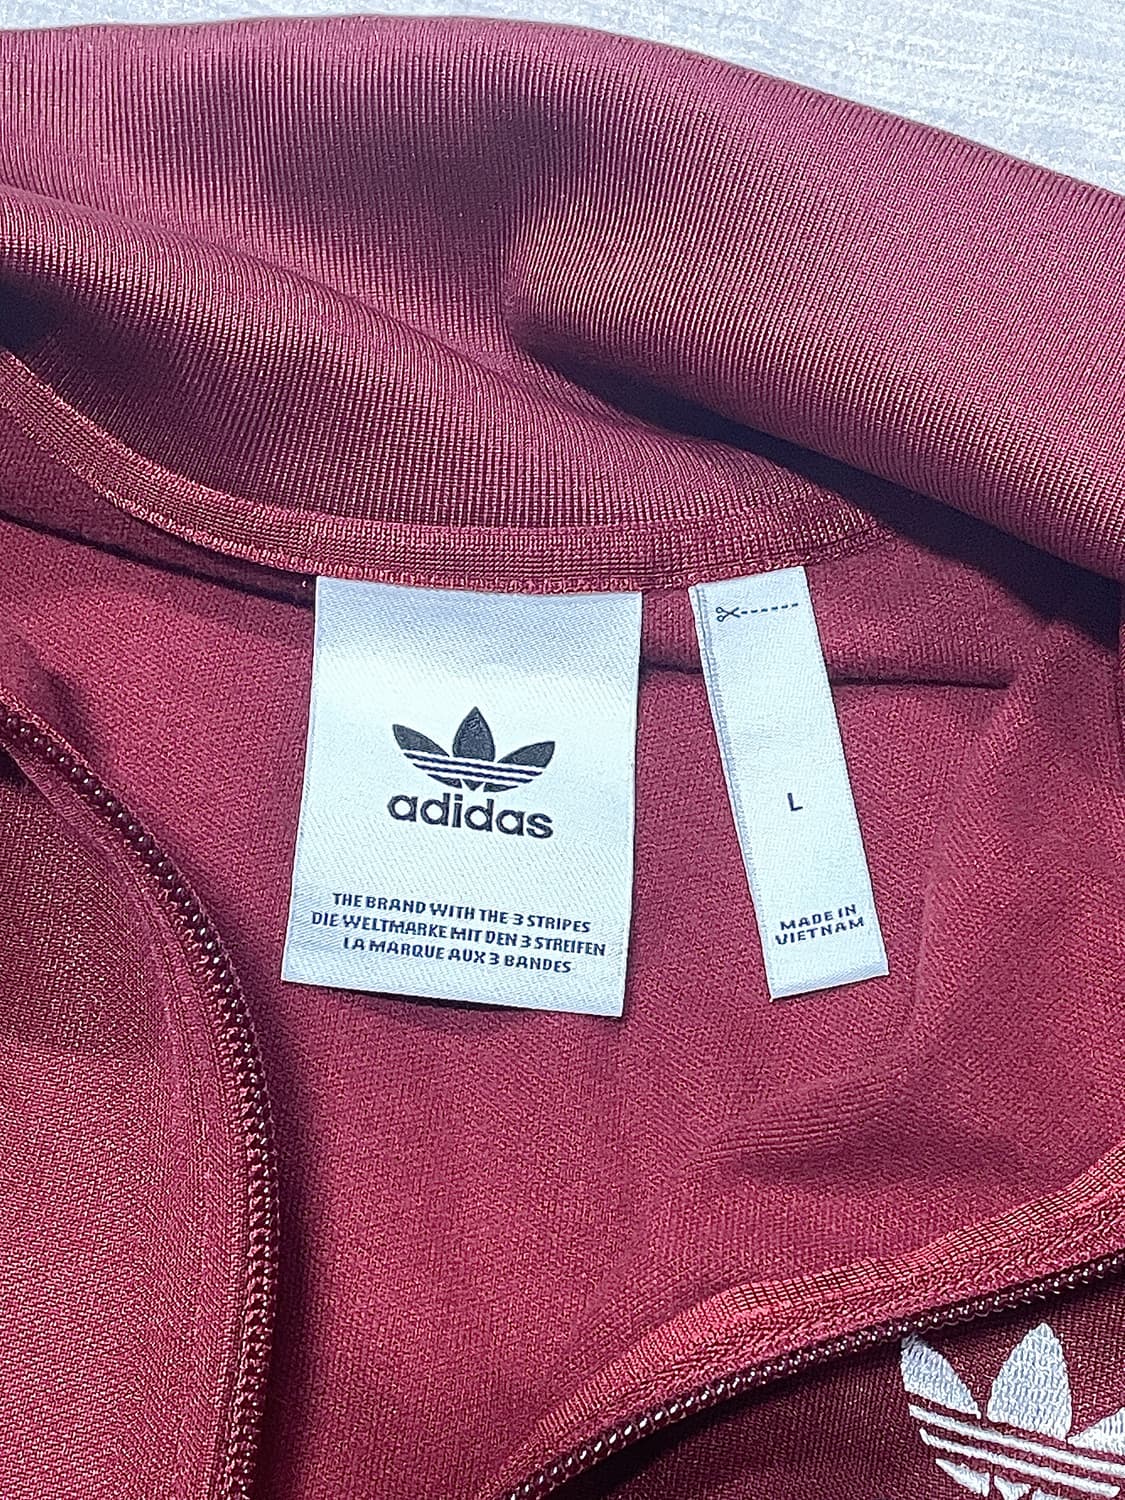 adidas
THE BRAND WITH THE 3 STRIPES
DIE WELTMARKE MIT DEN 3 STREIFEN
LA MARQUE AUX 3 BANDES
L
MADE IN
VIETNAM